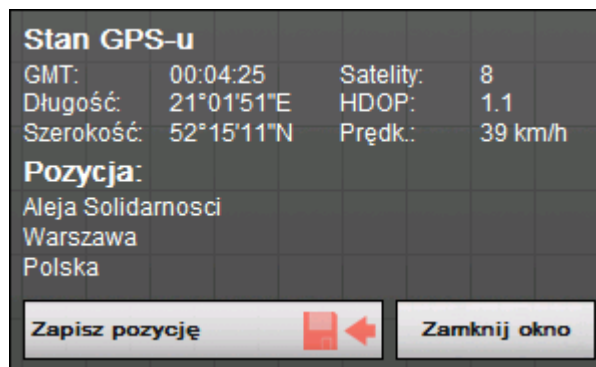 Stan GPS-u
GMT: 00:04:25 Satelity: 8
Długość: 21°01'51"E HDOP: 1.1
Szerokość: 52°15'11"N Prędk.: 39 km/h
Pozycja:
Aleja Solidarnosci
Warszawa
Polska
Zapisz pozycję Zamknij okno